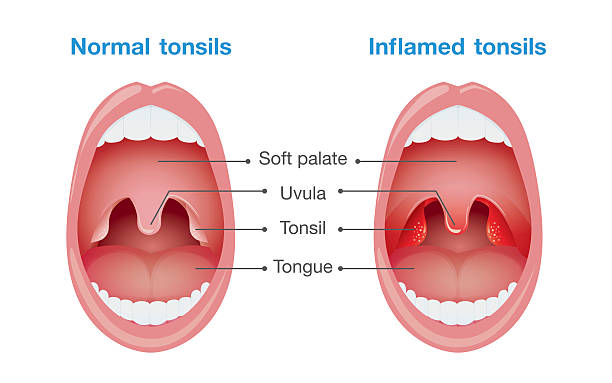 Normal tonsils
Inflamed tonsils
Soft palate
Uvula
Tonsil
Tongue